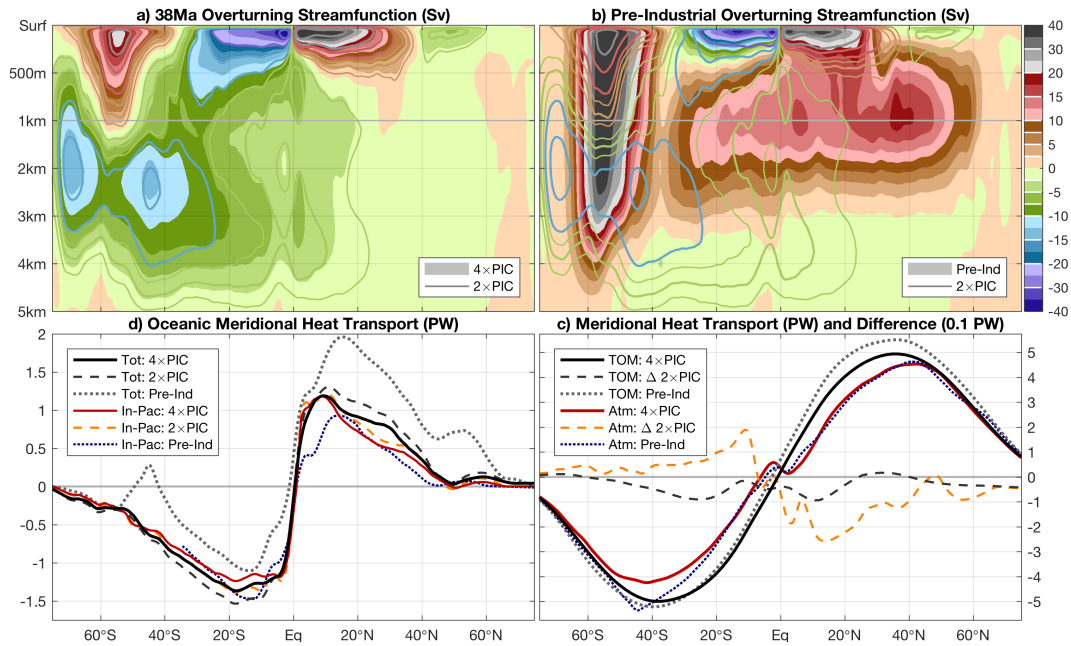 a) 38Ma Overturning Streamfunction (Sv)
b) Pre-Industrial Overturning Streamfunction (Sv)
Surf
500m
1km
2km
3km
4km
5km
4×PIC
2×PIC
Pre-Ind
2×PIC
40
30
20
15
10
5
0
-5
-10
-15
-20
-30
-40
d) Oceanic Meridional Heat Transport (PW)
c) Meridional Heat Transport (PW) and Difference (0.1 PW)
2
1.5
1
0.5
0
-0.5
-1
-1.5
Tot: 4×PIC
Tot: 2×PIC
Tot: Pre-Ind
In-Pac: 4×PIC
In-Pac: 2×PIC
In-Pac: Pre-Ind
TOM: 4×PIC
TOM: Δ 2×PIC
TOM: Pre-Ind
Atm: 4×PIC
Atm: Δ 2×PIC
Atm: Pre-Ind
5
4
3
2
1
0
-1
-2
-3
-4
-5
60°S 40°S 20°S Eq 20°N 40°N 60°N
60°S 40°S 20°S Eq 20°N 40°N 60°N